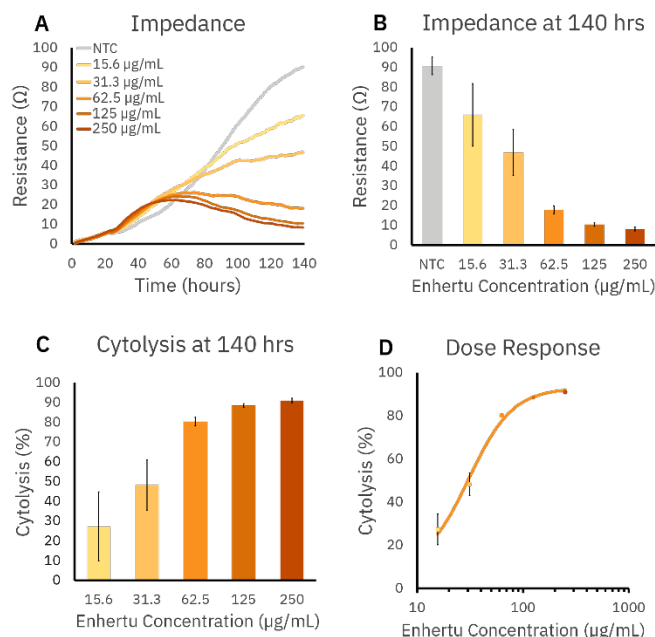 A
Impedance
NTC
15.6 µg/mL
31.3 µg/mL
62.5 µg/mL
125 µg/mL
250 µg/mL
100
90
80
70
60
50
40
30
20
10
0
Resistance (Ω)
0 20 40 60 80 100 120 140
Time (hours)
B
Impedance at 140 hrs
100
90
80
70
60
50
40
30
20
10
0
Resistance (Ω)
NTC 15.6 31.3 62.5 125 250
Enhertu Concentration (µg/mL)
C
Cytolysis at 140 hrs
100
90
80
70
60
50
40
30
20
10
0
Cytolysis (%)
15.6 31.3 62.5 125 250
Enhertu Concentration (µg/mL)
D
Dose Response
100
80
60
40
20
0
Cytolysis (%)
10 100 1000
Enhertu Concentration (µg/mL)